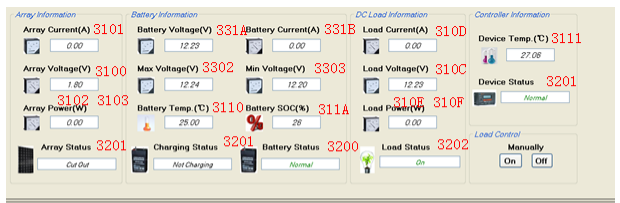 Array Information
Array Current(A) 3101
0.00
Array Voltage(V) 3100
1.80
3102 3103
Array Power(W)
0.00
Array Status 3201
Cut Out
Battery Information
Battery Voltage(V) 331A
12.23
Battery Current(A) 331B
0.00
Max Voltage(V) 3302
12.24
Min Voltage(V) 3303
12.20
Battery Temp.(℃) 3110
25.00
Battery SOC(%) 311A
26
Charging Status 3201
Not Charging
Battery Status 3200
Normal
DC Load Information
Load Current(A) 310D
0.00
Load Voltage(V) 310C
12.23
310E 310F
Load Power(W)
0.00
Load Status 3202
On
Controller Information
Device Temp.(℃) 3111
27.06
Device Status 3201
Normal
Load Control
Manually
On Off